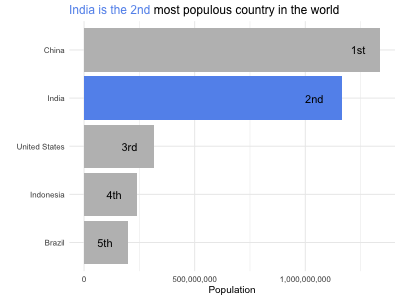 India is the 2nd most populous country in the world
China
1st
India
2nd
United States
3rd
Indonesia
4th
Brazil
5th
0
500,000,000
1,000,000,000
Population